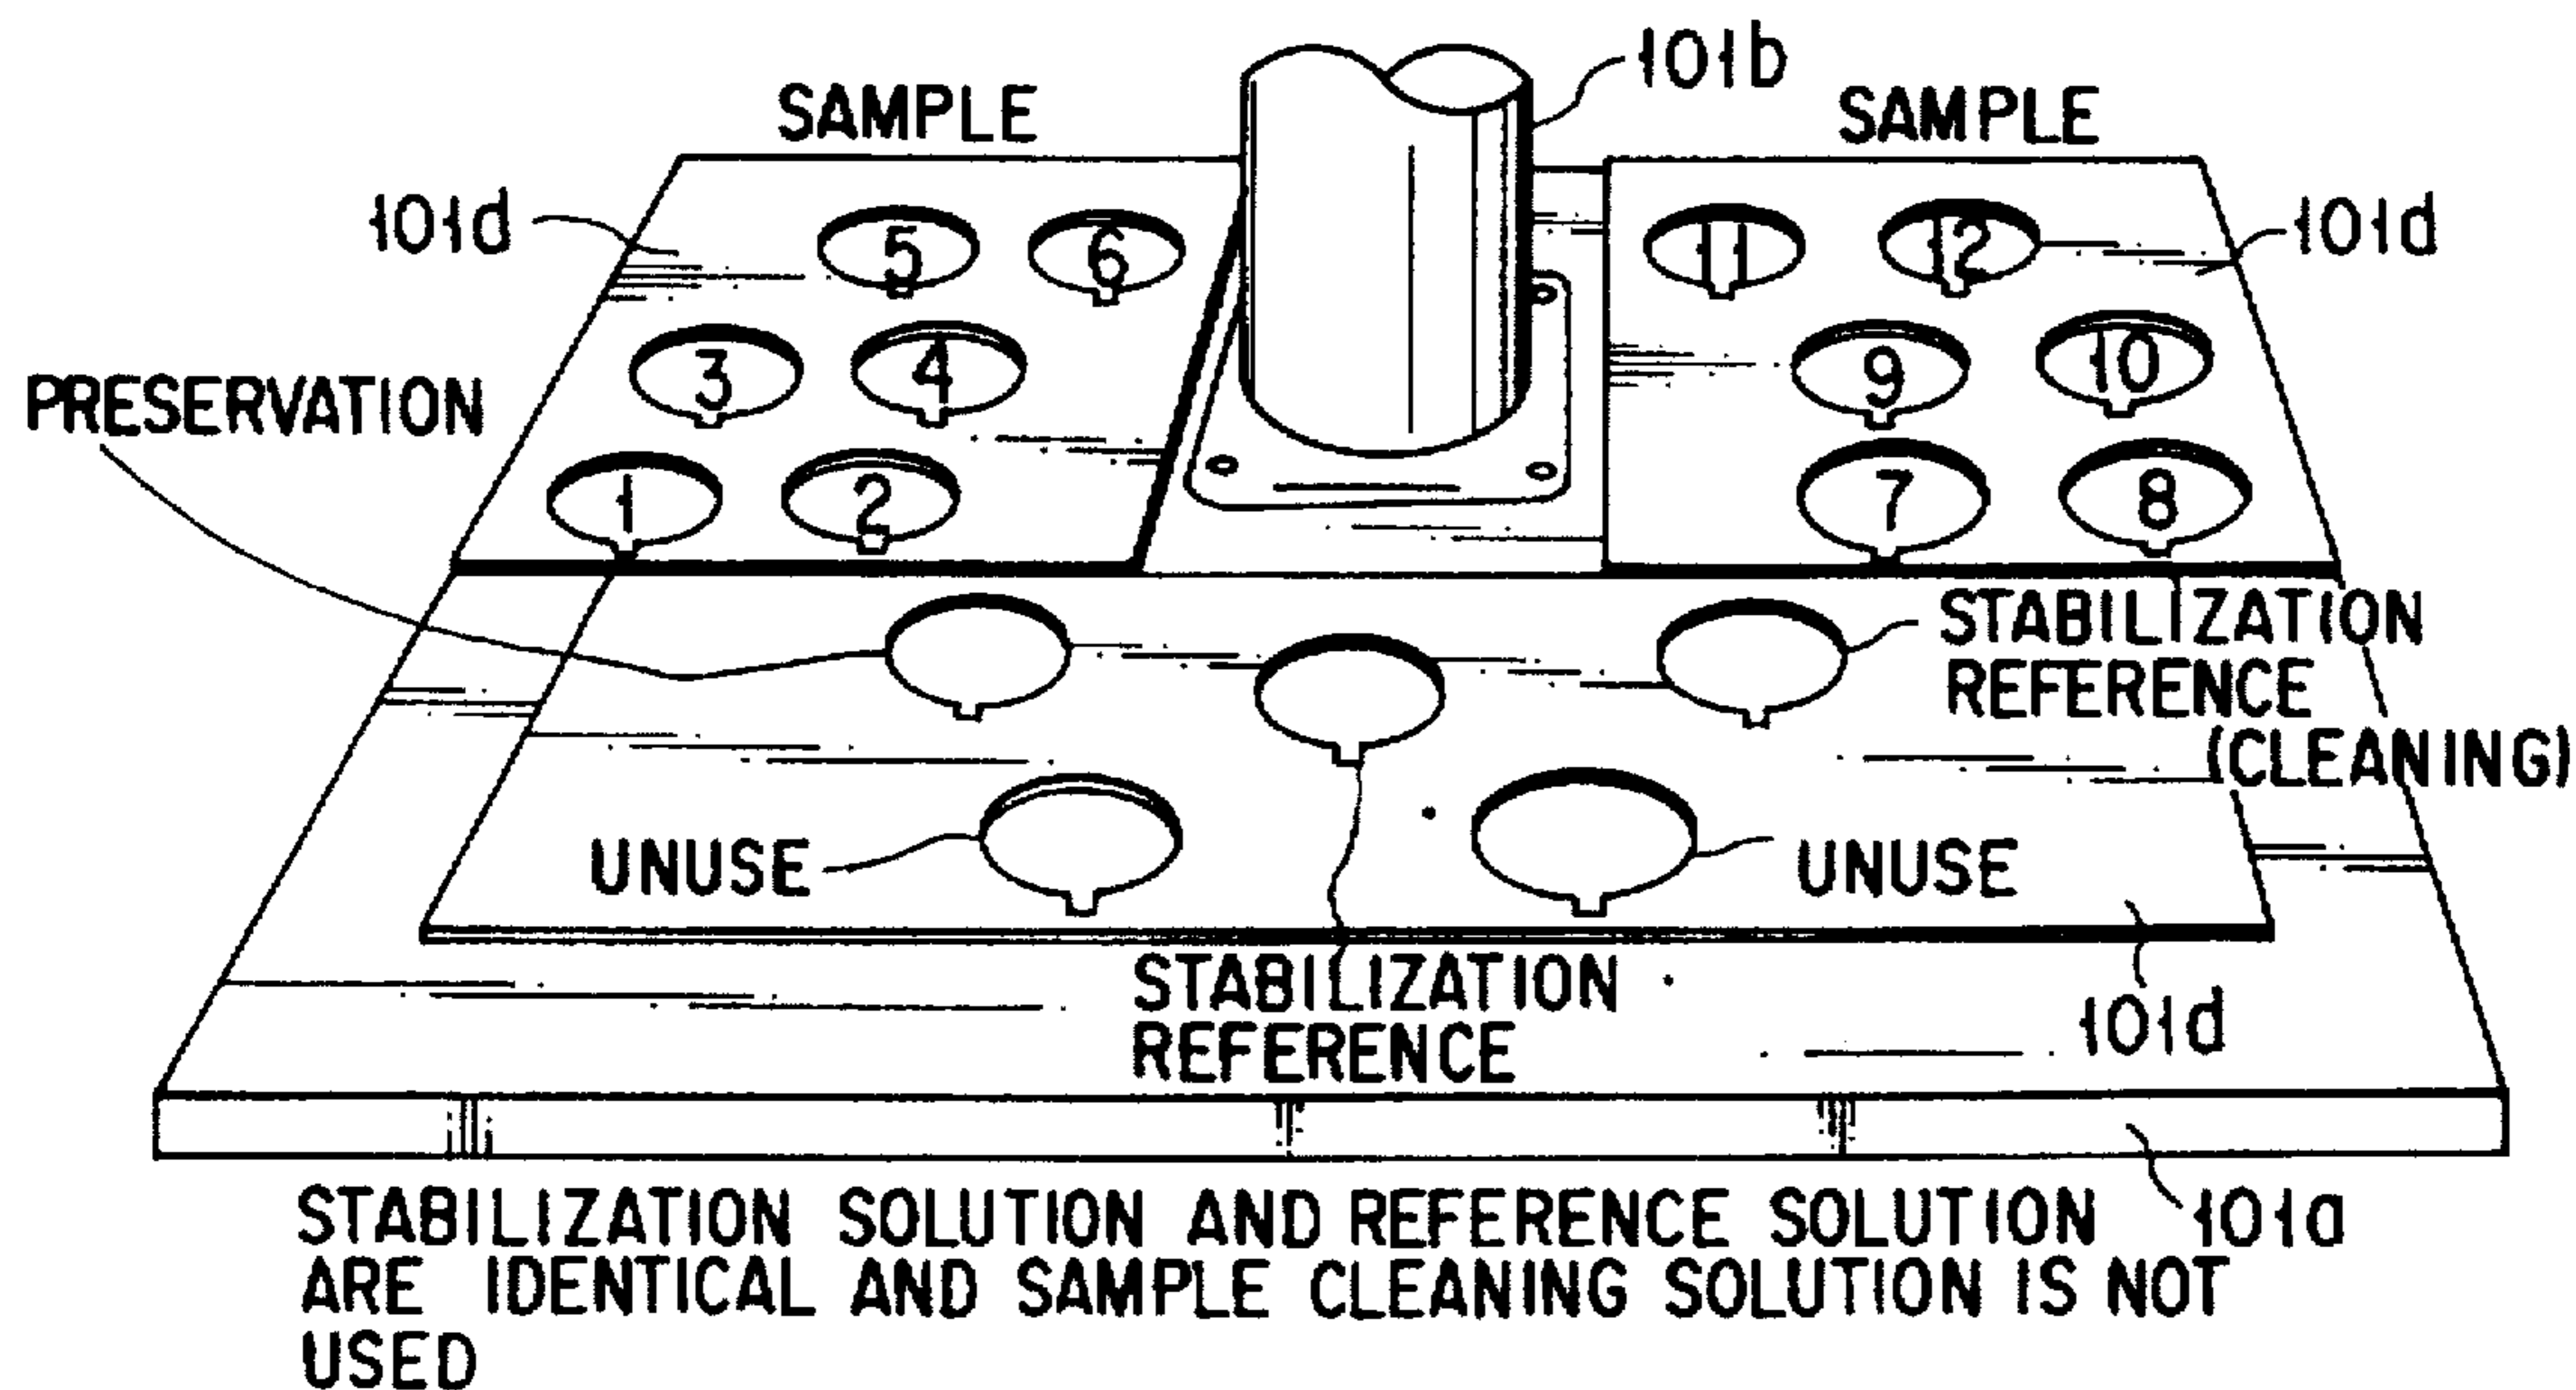 101b
SAMPLE
SAMPLE
101d
101d
5 6
11 12
3 4
9 10
PRESERVATION
1 2
7 8
STABILIZATION
REFERENCE
(CLEANING)
UNUSE
UNUSE
STABILIZATION
REFERENCE
101d
STABILIZATION SOLUTION AND REFERENCE SOLUTION
ARE IDENTICAL AND SAMPLE CLEANING SOLUTION IS NOT
USED
101a